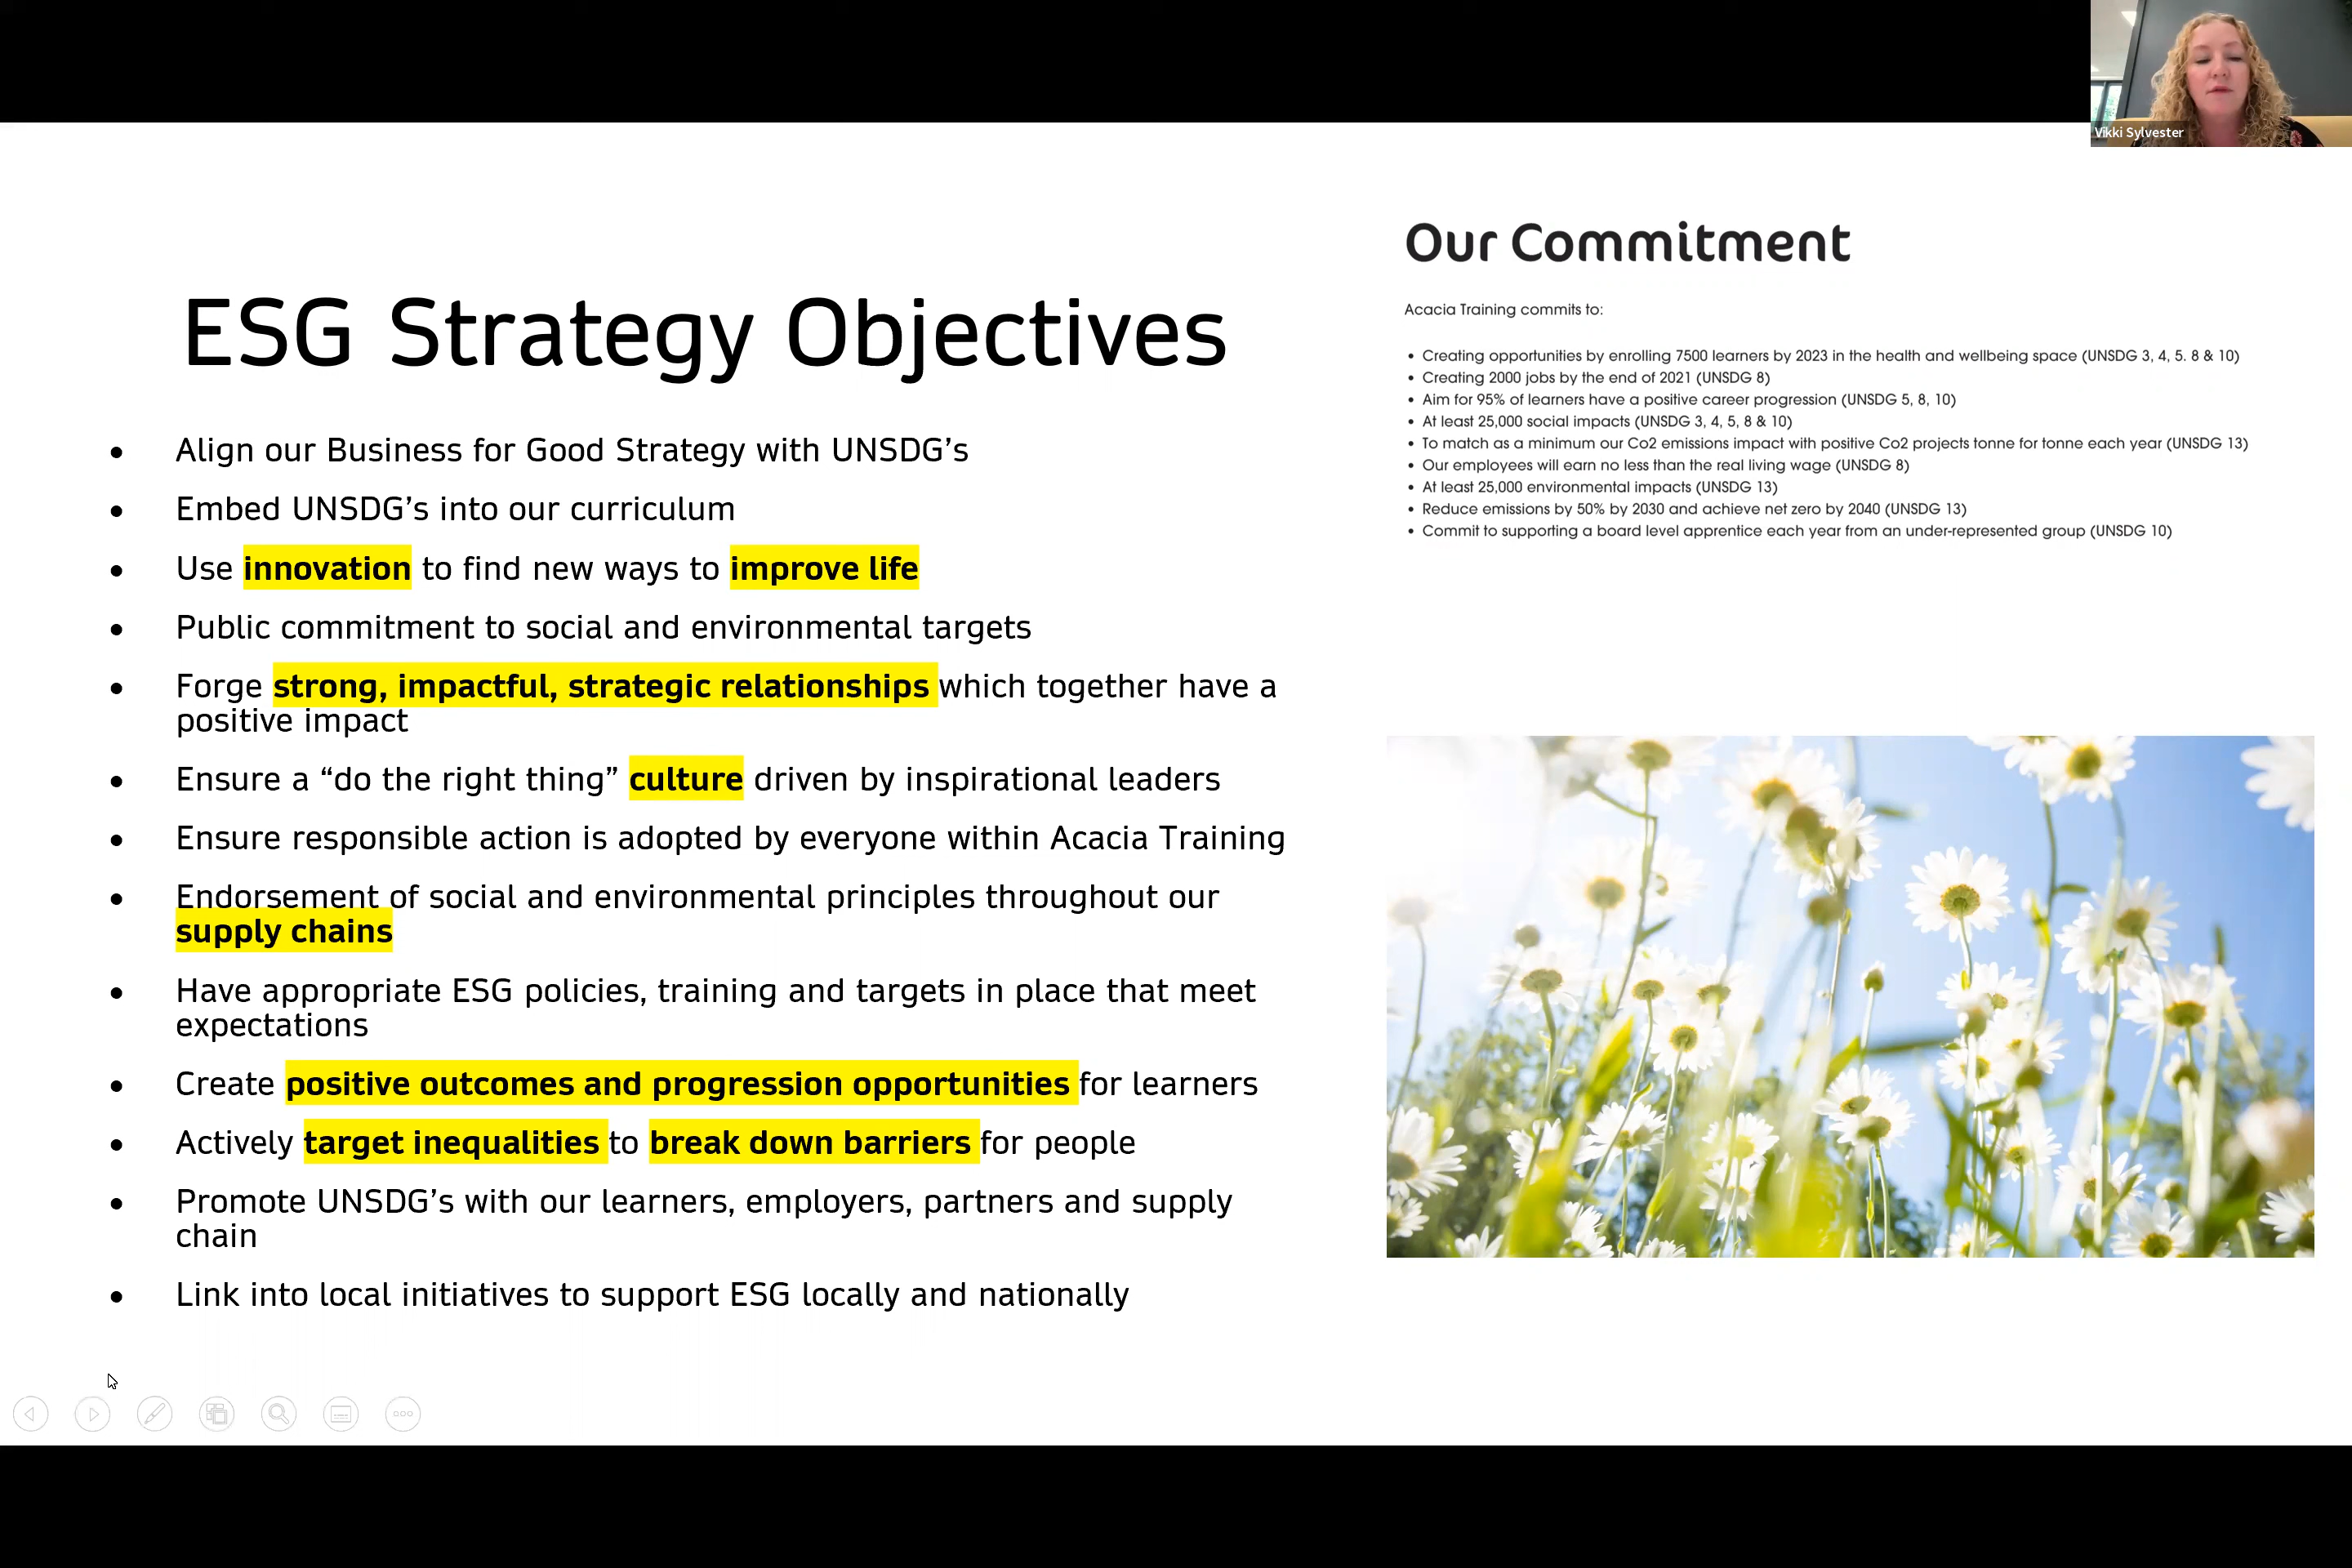 Vikki Sylvester
ESG Strategy Objectives
• Align our Business for Good Strategy with UNSDG’s
• Embed UNSDG’s into our curriculum
• Use innovation to find new ways to improve life
• Public commitment to social and environmental targets
• Forge strong, impactful, strategic relationships which together have a
positive impact
• Ensure a “do the right thing” culture driven by inspirational leaders
• Ensure responsible action is adopted by everyone within Acacia Training
• Endorsement of social and environmental principles throughout our
supply chains
• Have appropriate ESG policies, training and targets in place that meet
expectations
• Create positive outcomes and progression opportunities for learners
• Actively target inequalities to break down barriers for people
• Promote UNSDG’s with our learners, employers, partners and supply
chain
• Link into local initiatives to support ESG locally and nationally
Our Commitment
Acacia Training commits to:
• Creating opportunities by enrolling 7500 learners by 2023 in the health and wellbeing space (UNSDG 3, 4, 5. 8 & 10)
• Creating 2000 jobs by the end of 2021 (UNSDG 8)
• Aim for 95% of learners have a positive career progression (UNSDG 5, 8, 10)
• At least 25,000 social impacts (UNSDG 3, 4, 5, 8 & 10)
• To match as a minimum our Co2 emissions impact with positive Co2 projects tonne for tonne each year (UNSDG 13)
• Our employees will earn no less than the real living wage (UNSDG 8)
• At least 25,000 environmental impacts (UNSDG 13)
• Reduce emissions by 50% by 2030 and achieve net zero by 2040 (UNSDG 13)
• Commit to supporting a board level apprentice each year from an under-represented group (UNSDG 10)